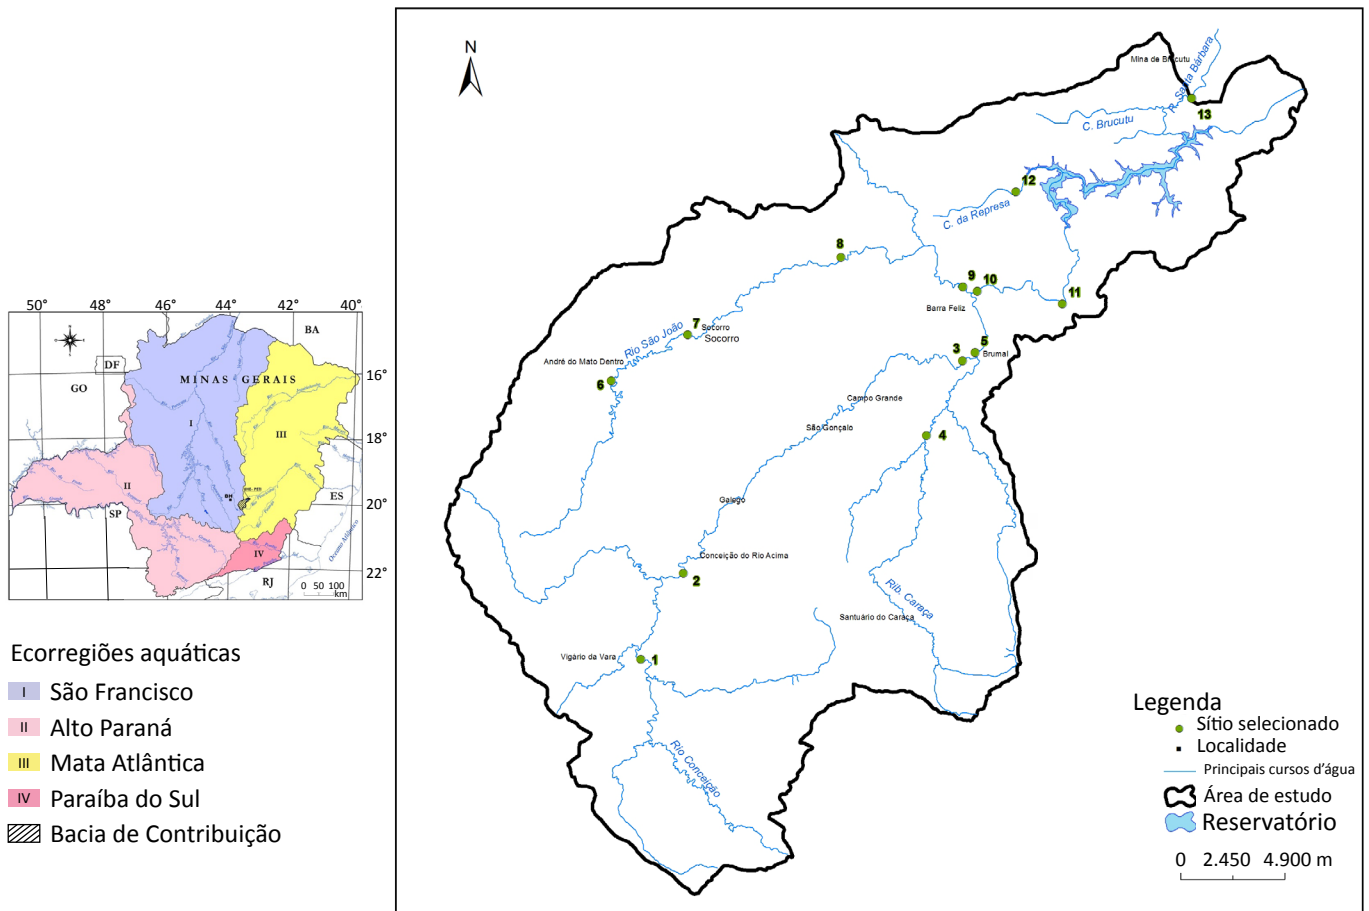 50°
48°
46°
44°
42°
40°
BA
DF
GO
MINAS GERAIS
16°
I
III
18°
II
BH
ES
20°
SP
Oceano Atlântico
IV
RJ
22°
0 50 100
km
Ecorregiões aquáticas
I São Francisco
II Alto Paraná
III Mata Atlântica
IV Paraíba do Sul
Bacia de Contribuição
N
Mina de Brucutu
R. Santa Bárbara
13
C. Brucutu
12
C. da Represa
8
9
10
11
Barra Feliz
7
Socorro
Socorro
Rio São João
5
3
Brumal
André do Mato Dentro
6
Campo Grande
São Gonçalo
4
Galego
Conceição do Rio Acima
2
Rib. Caraça
Santuário do Caraça
Vigário da Vara
1
Rio Conceição
Legenda
Sítio selecionado
Localidade
Principais cursos d'água
Área de estudo
Reservatório
0 2.450 4.900 m